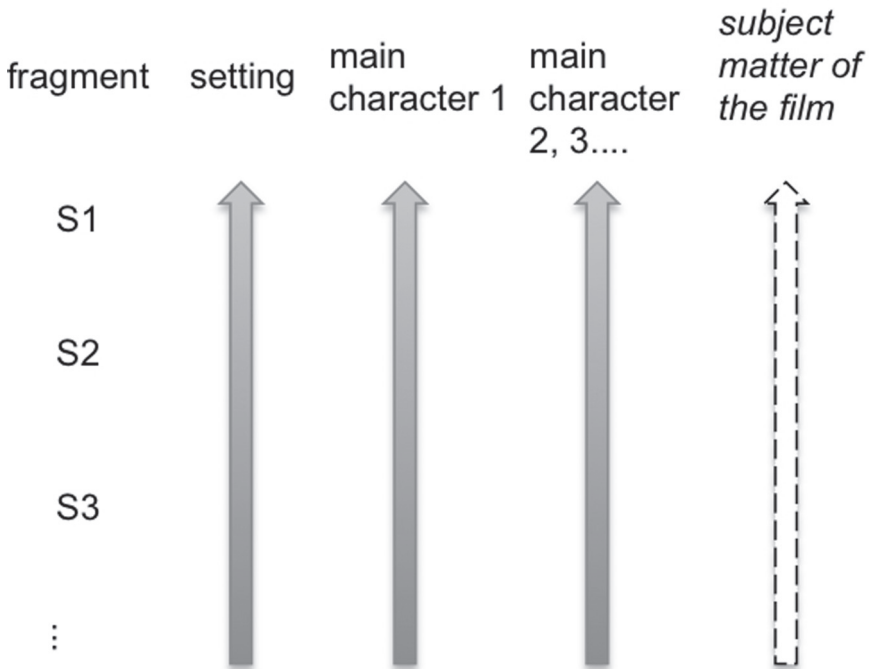 fragment
setting
main
character 1
main
character
2, 3....
subject
matter of
the film
S1
S2
S3
...